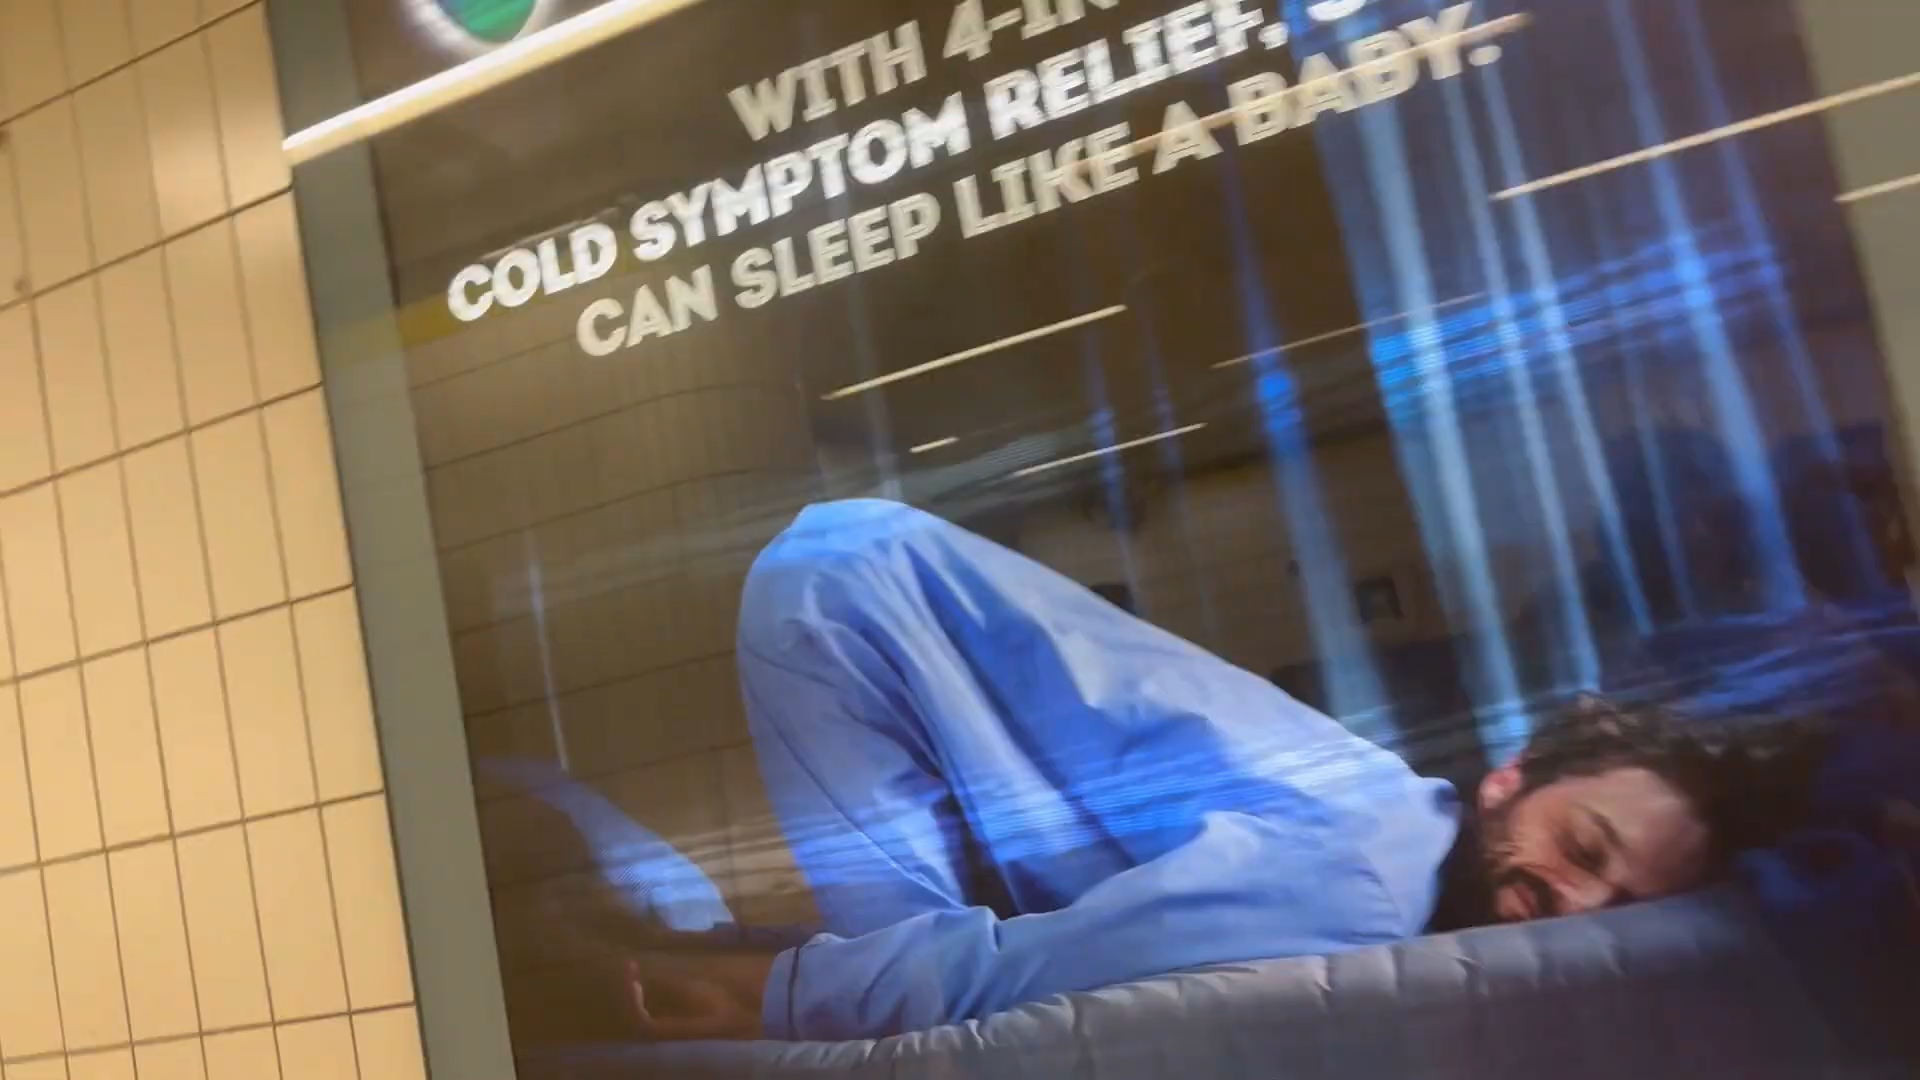 WITH 4-IN
COLD SYMPTOM RELIEF,
CAN SLEEP LIKE A BABY.